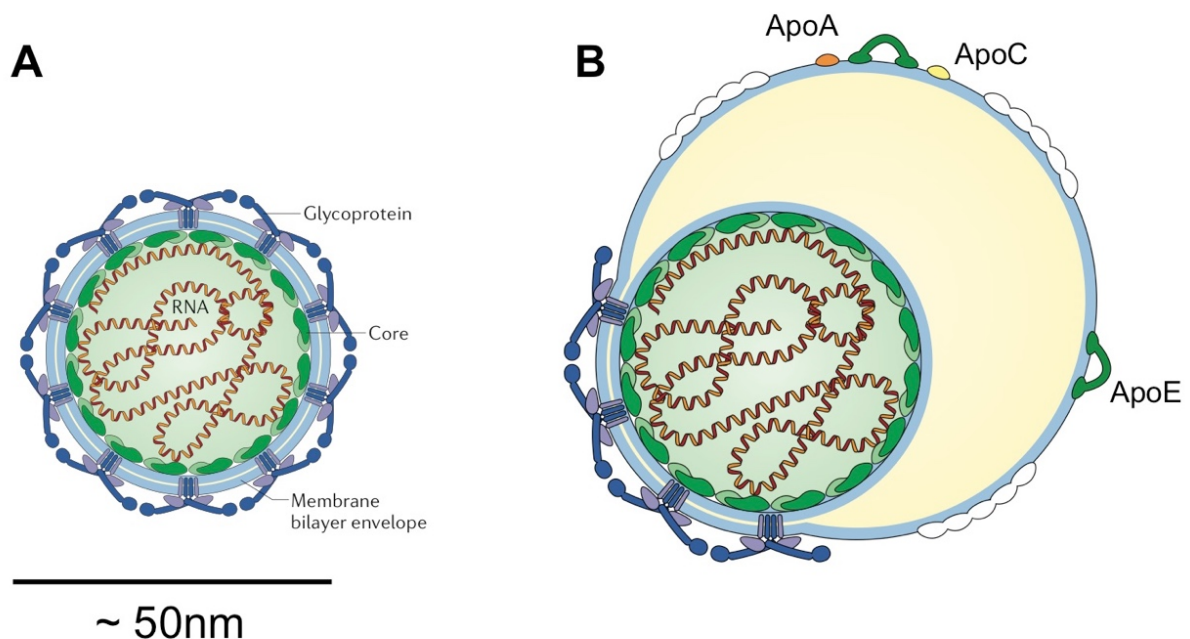 A
Glycoprotein
RNA
Core
Membrane
bilayer envelope
~ 50nm
B
ApoA
ApoC
ApoE